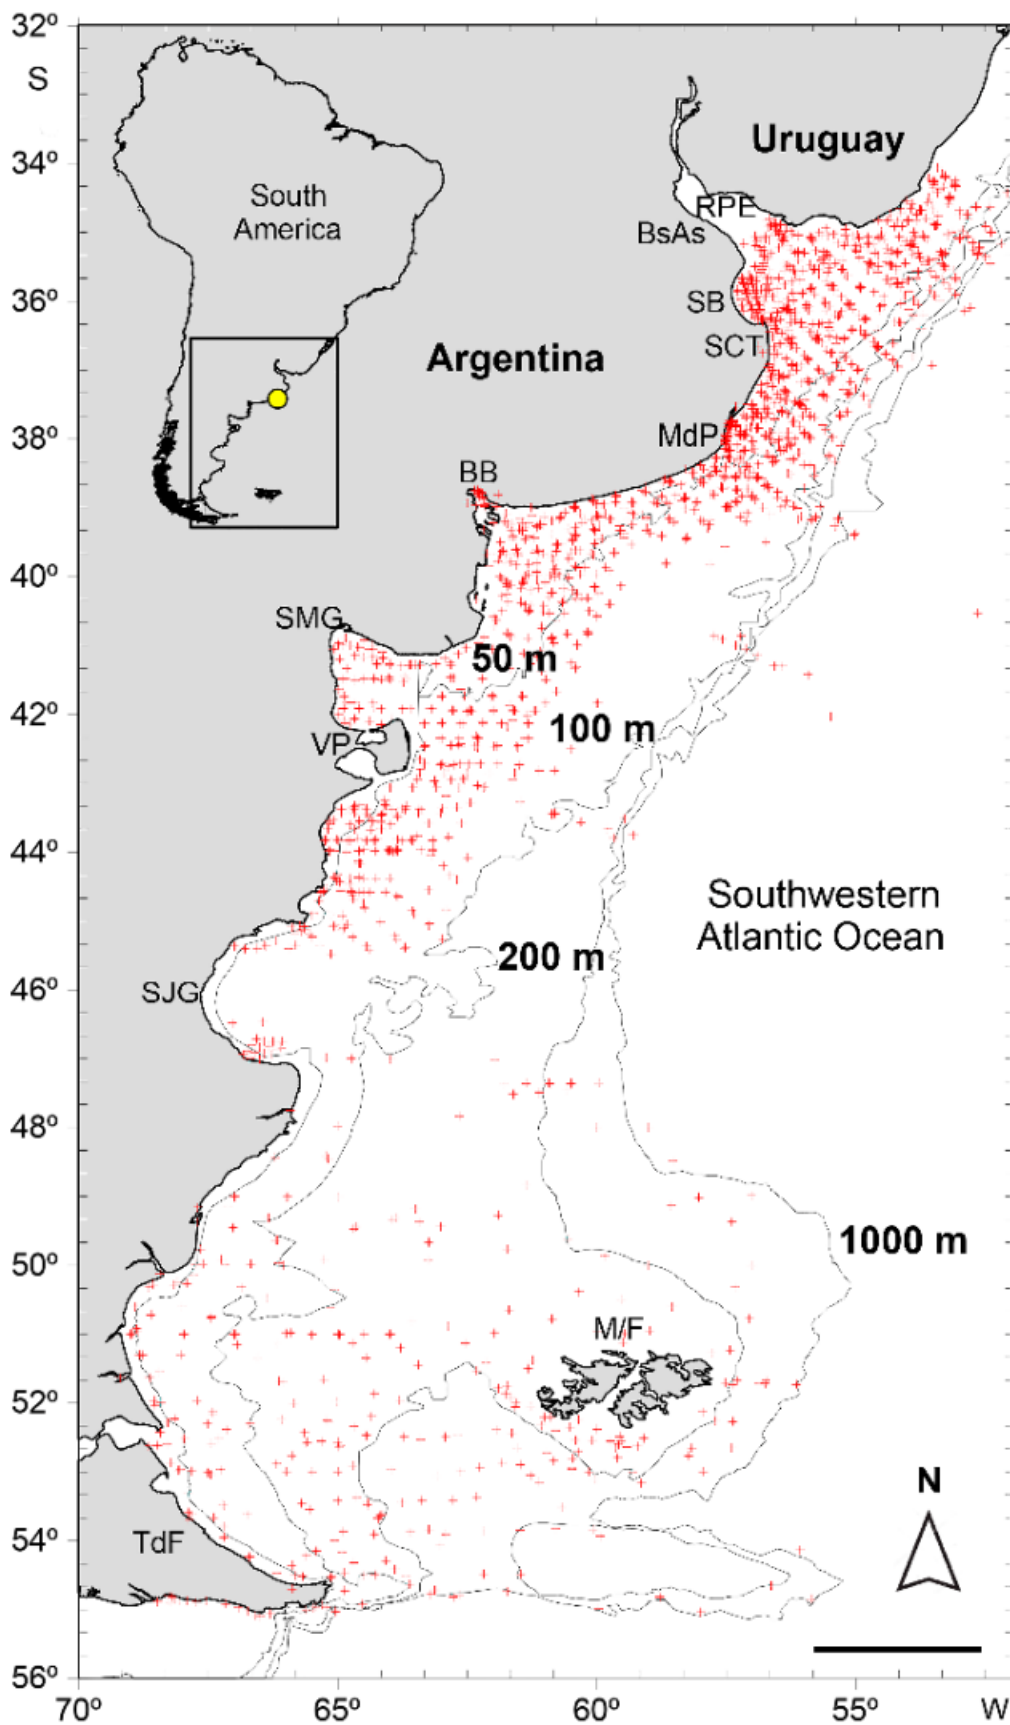 32º
S
34º
36º
38º
40º
42º
44º
46º
48º
50º
52º
54º
56º
70º
65º
60º
55º
W
South
America
Uruguay
RPE
BsAs
SB
SCT
Argentina
MdP
BB
SMG
50 m
100 m
VP
Southwestern
Atlantic Ocean
200 m
SJG
1000 m
M/F
N
TdF